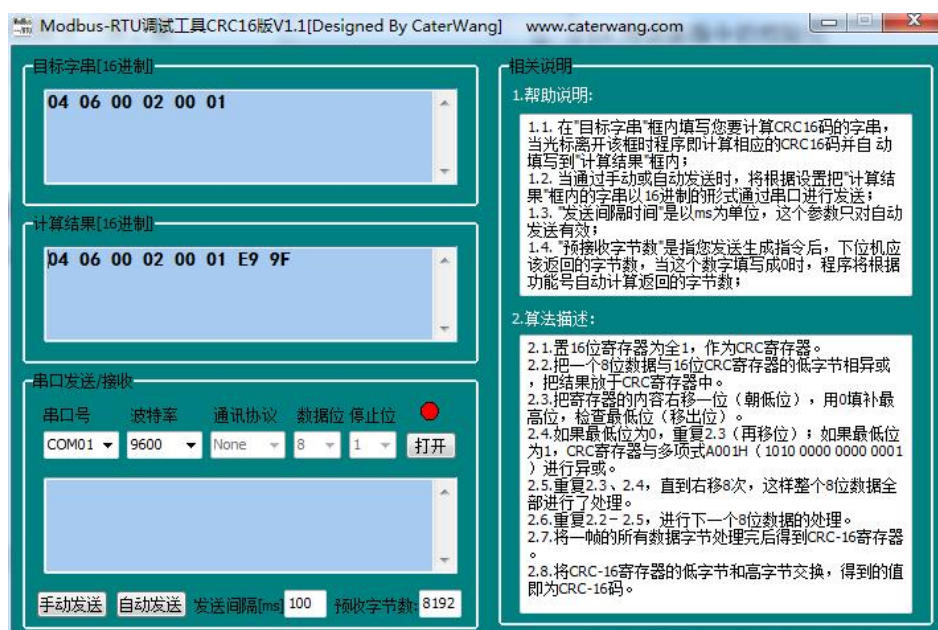 Modbus-RTU调试工具CRC16版V1.1[Designed By CaterWang] www.caterwang.com
目标字串[16进制]
04 06 00 02 00 01
计算结果[16进制]
04 06 00 02 00 01 E9 9F
串口发送/接收
串口号 波特率 通讯协议 数据位 停止位
COM01 9600 None 8 1 打开
手动发送 自动发送 发送间隔[ms] 100 预收字节数: 8192
相关说明
1.帮助说明:
1.1. 在"目标字串"框内填写您要计算CRC16码的字串,
当光标离开该框时程序即计算相应的CRC16码并自 动
填写到"计算结果"框内;
1.2. 当通过手动或自动发送时，将根据设置把"计算结
果"框内的字串以16进制的形式通过串口进行发送;
1.3. "发送间隔时间"是以ms为单位，这个参数只对自动
发送有效;
1.4. "预接收字节数"是指您发送生成指令后，下位机应
该返回的字节数，当这个数字填写成0时，程序将根据
功能号自动计算返回的字节数;
2.算法描述:
2.1.置16位寄存器为全1，作为CRC寄存器。
2.2.把一个8位数据与16位CRC寄存器的低字节相异或
，把结果放于CRC寄存器中。
2.3.把寄存器的内容右移一位（朝低位），用0填补最
高位，检查最低位（移出位）。
2.4.如果最低位为0，重复2.3（再移位）；如果最低位
为1，CRC寄存器与多项式A001H（1010 0000 0000 0001
）进行异或。
2.5.重复2.3、2.4，直到右移8次，这样整个8位数据全
部进行了处理。
2.6.重复2.2－2.5，进行下一个8位数据的处理。
2.7.将一帧的所有数据字节处理完后得到CRC-16寄存器
。
2.8.将CRC-16寄存器的低字节和高字节交换，得到的值
即为CRC-16码。